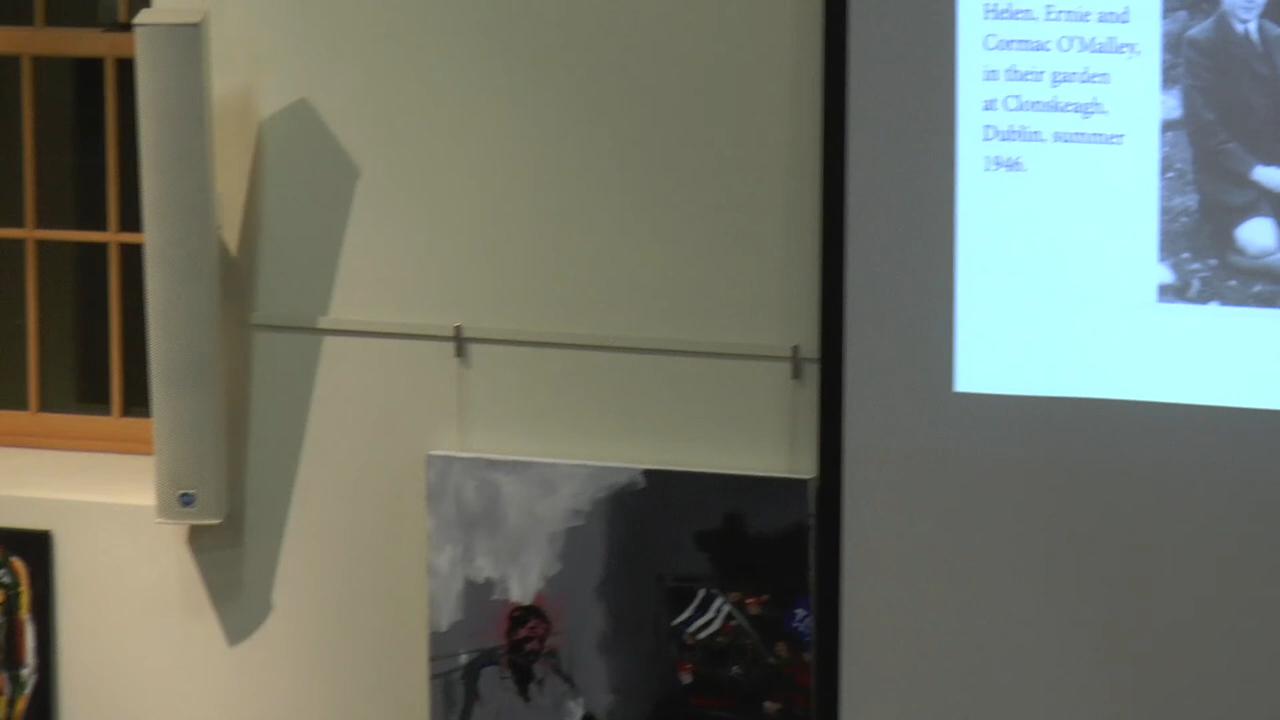 Helen, Ernie and
Cormac O'Malley,
in their garden
at Clonskeagh,
Dublin, summer
1946.